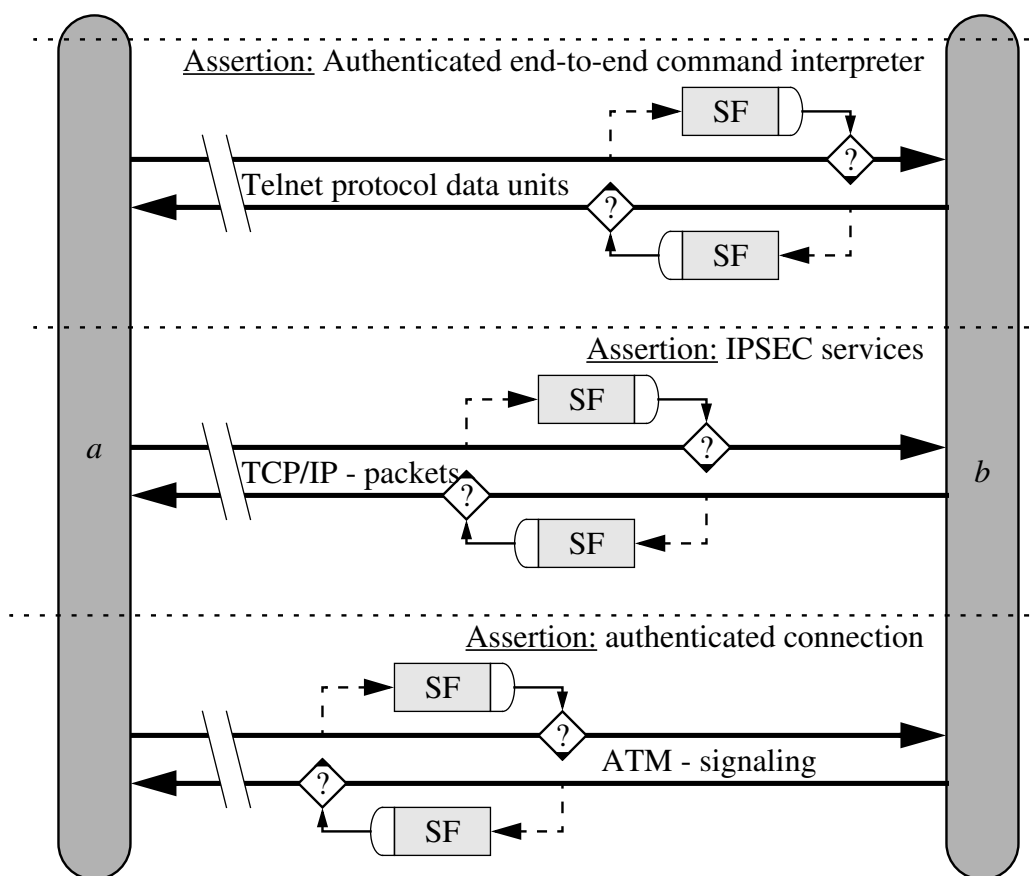 Assertion: Authenticated end-to-end command interpreter
SF
?
Telnet protocol data units
?
SF
Assertion: IPSEC services
SF
a
?
TCP/IP - packets
?
b
SF
Assertion: authenticated connection
SF
?
ATM - signaling
?
SF